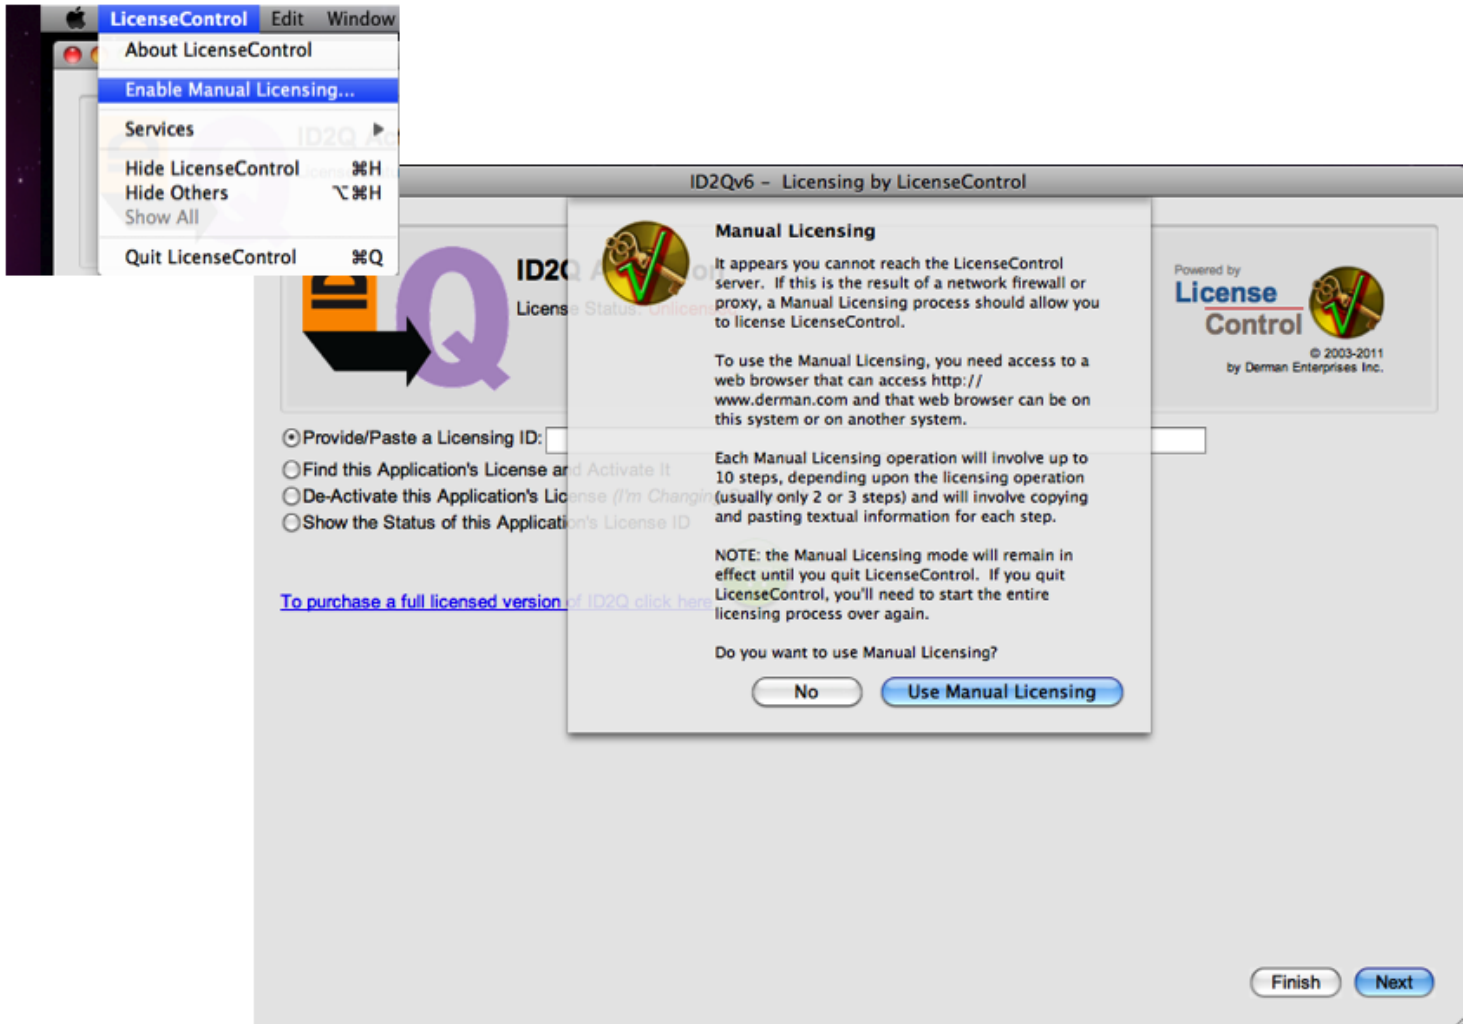 LicenseControl Edit Window
About LicenseControl
Enable Manual Licensing...
Services
Hide LicenseControl ⌘H
Hide Others ⌥⌘H
Show All
Quit LicenseControl ⌘Q
ID2Qv6 – Licensing by LicenseControl
ID2Q
License Status: Unlicensed
Powered by
License
Control
© 2003-2011
by Derman Enterprises Inc.
Manual Licensing
It appears you cannot reach the LicenseControl
server. If this is the result of a network firewall or
proxy, a Manual Licensing process should allow you
to license LicenseControl.
To use the Manual Licensing, you need access to a
web browser that can access http://
www.derman.com and that web browser can be on
this system or on another system.
Each Manual Licensing operation will involve up to
10 steps, depending upon the licensing operation
(usually only 2 or 3 steps) and will involve copying
and pasting textual information for each step.
NOTE: the Manual Licensing mode will remain in
effect until you quit LicenseControl. If you quit
LicenseControl, you'll need to start the entire
licensing process over again.
Do you want to use Manual Licensing?
No Use Manual Licensing
Provide/Paste a Licensing ID:
Find this Application's License and Activate It
De-Activate this Application's License (I'm Changing
Show the Status of this Application's License ID
To purchase a full licensed version of ID2Q click here
Finish Next